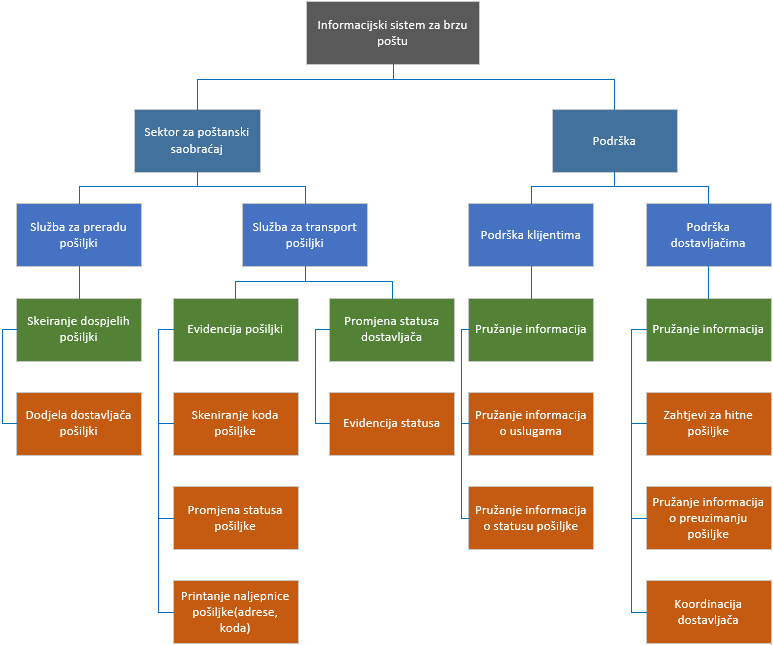 Informacijski sistem za brzu
poštu
Sektor za poštanski
saobraćaj
Podrška
Služba za preradu
pošiljki
Služba za transport
pošiljki
Podrška klijentima
Podrška
dostavljačima
Skeiranje dospjelih
pošiljki
Evidencija pošiljki
Promjena statusa
dostavljača
Pružanje informacija
Pružanje informacija
Dodjela dostavljača
pošiljki
Skeniranje koda
pošiljke
Evidencija statusa
Pružanje informacija
o uslugama
Zahtjevi za hitne
pošiljke
Promjena statusa
pošiljke
Pružanje informacija
o statusu pošiljke
Pružanje informacija
o preuzimanju
pošiljke
Printanje naljepnice
pošiljke(adrese,
koda)
Koordinacija
dostavljača